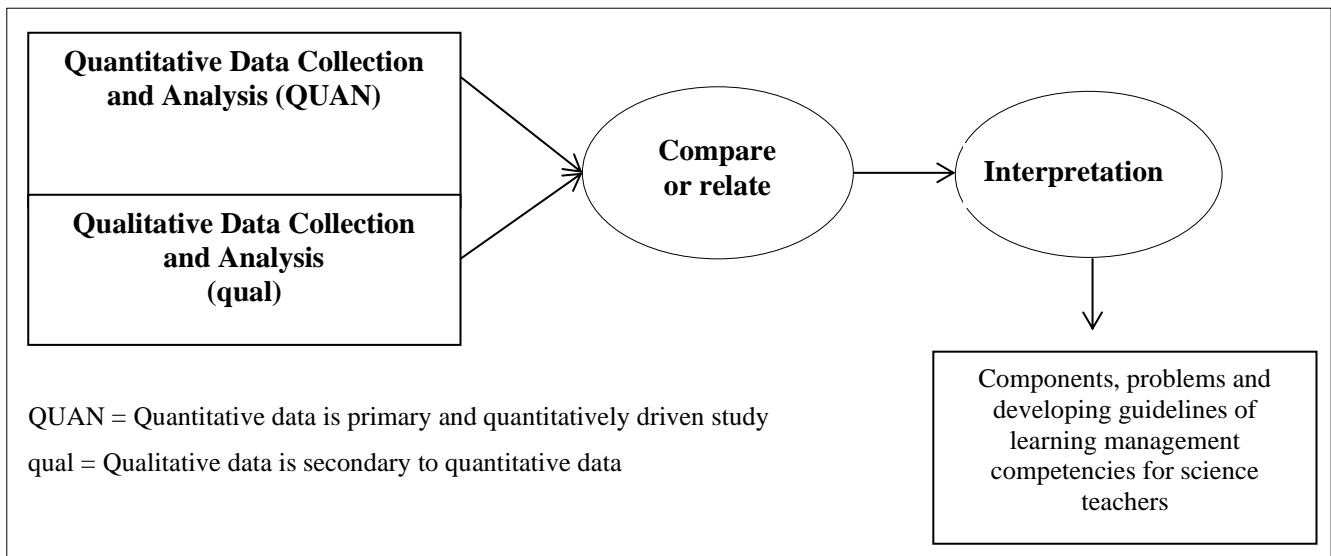 Quantitative Data Collection
and Analysis (QUAN)
Qualitative Data Collection
and Analysis
(qual)
Compare
or relate
Interpretation
Components, problems and
developing guidelines of
learning management
competencies for science
teachers
QUAN = Quantitative data is primary and quantitatively driven study
qual = Qualitative data is secondary to quantitative data